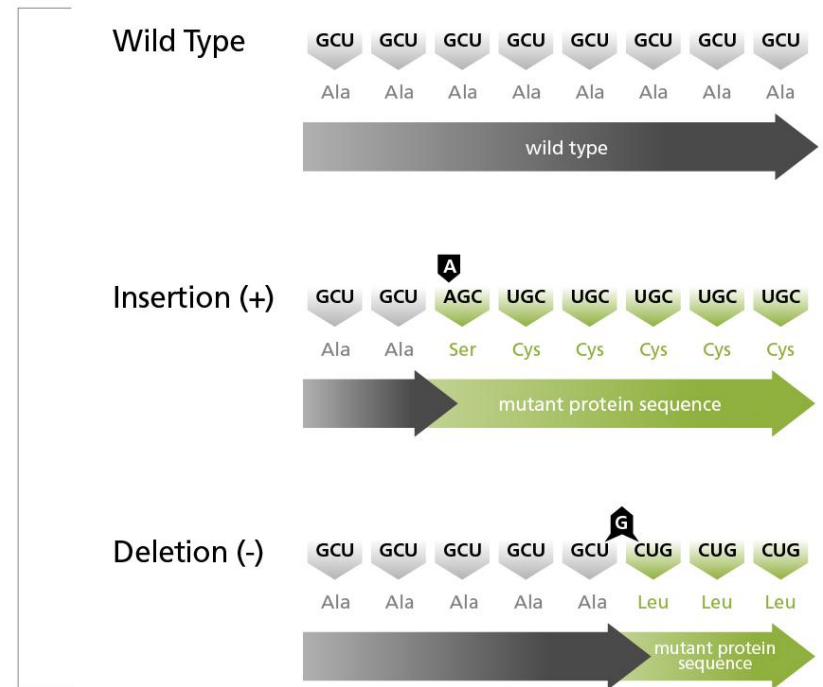 Wild Type
GCU GCU GCU GCU GCU GCU GCU GCU
Ala Ala Ala Ala Ala Ala Ala Ala
wild type
A
Insertion (+)
GCU GCU AGC UGC UGC UGC UGC UGC
Ala Ala Ser Cys Cys Cys Cys Cys
mutant protein sequence
G
Deletion (-)
GCU GCU GCU GCU GCU CUG CUG CUG
Ala Ala Ala Ala Ala Leu Leu Leu
mutant protein
sequence